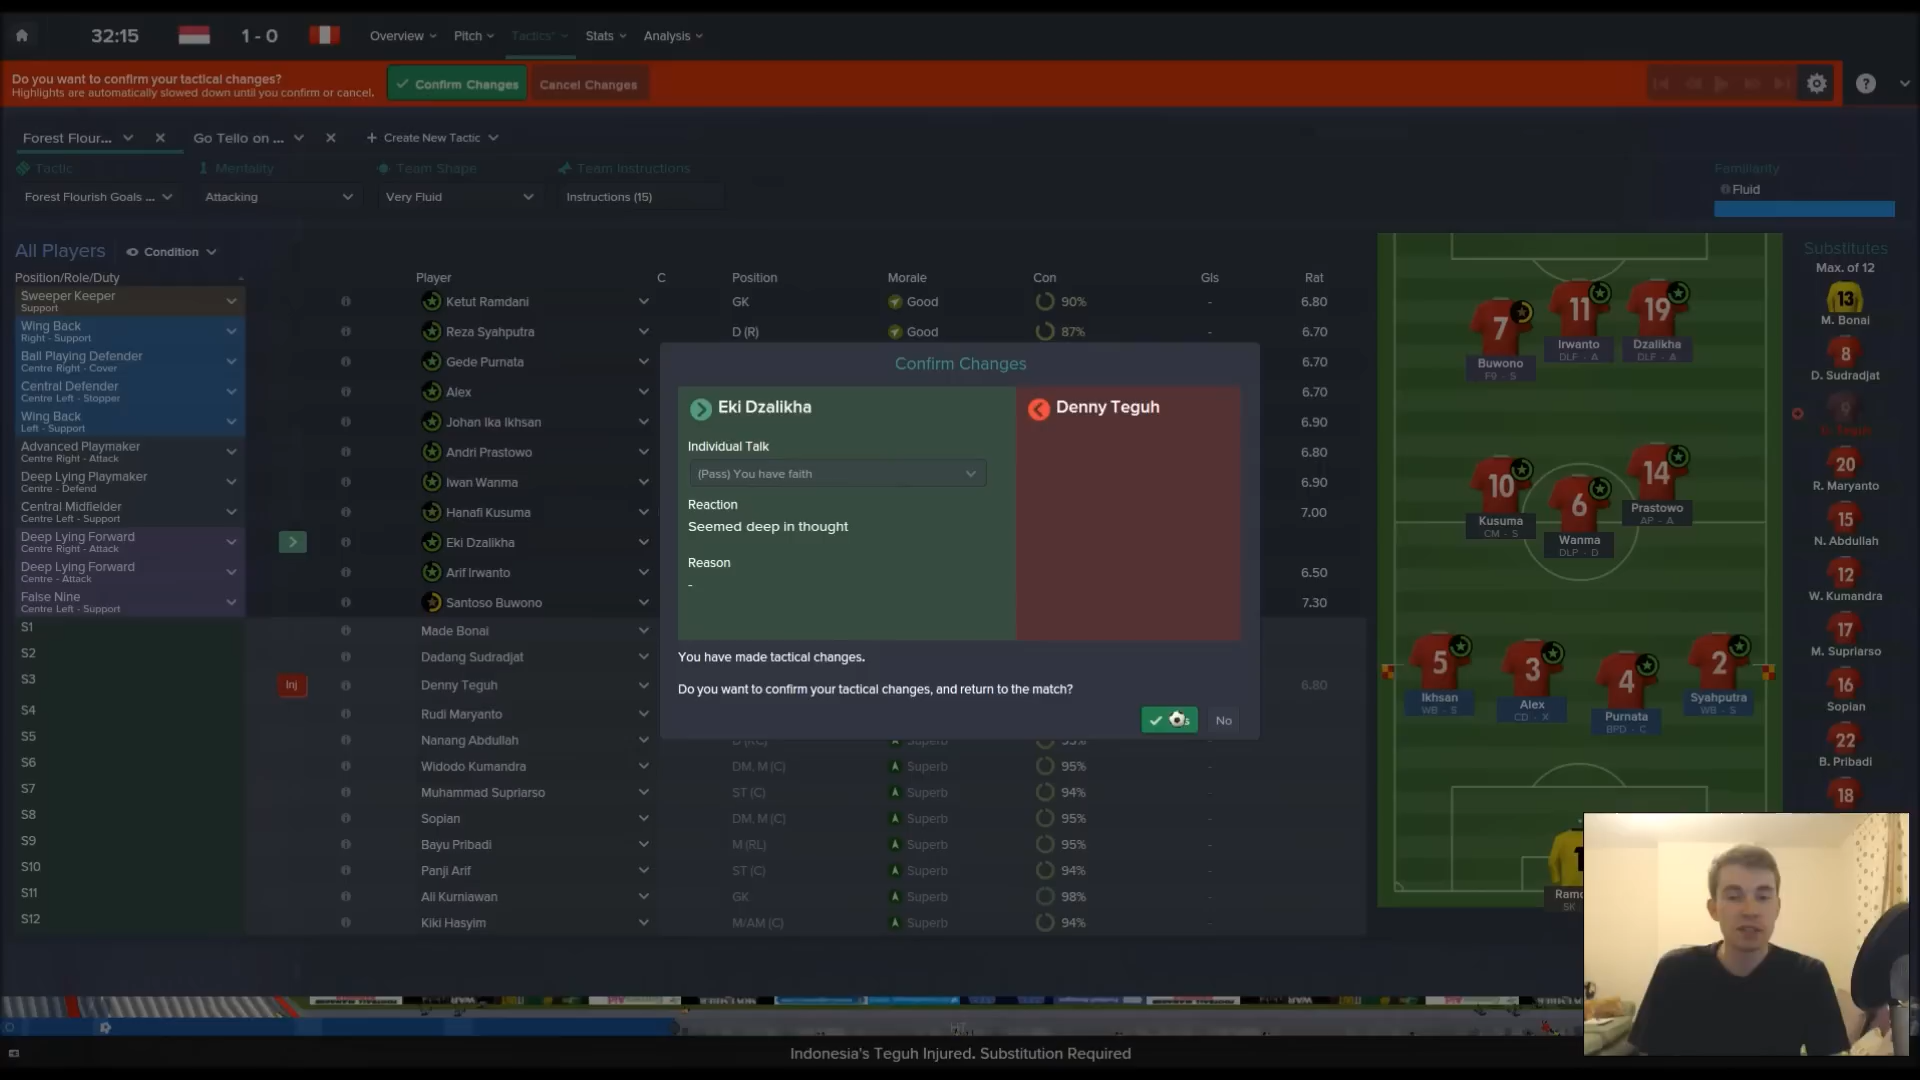 32:15
1 - 0
Overview
Pitch
Tactics*
Stats
Analysis
Do you want to confirm your tactical changes?
Highlights are automatically slowed down until you confirm or cancel.
Confirm Changes
Cancel Changes
Forest Flour...
Go Tello on ...
Create New Tactic
Tactic
Mentality
Team Shape
Team Instructions
Familiarity
Forest Flourish Goals ...
Attacking
Very Fluid
Instructions (15)
Fluid
All Players
Condition
Position/Role/Duty
Player
C
Position
Morale
Con
Gls
Rat
Sweeper Keeper
Support
Ketut Ramdani
GK
Good
90%
-
6.80
Wing Back
Right - Support
Reza Syahputra
D (R)
Good
87%
-
6.70
Ball Playing Defender
Centre Right - Cover
Gede Purnata
6.70
Central Defender
Centre Left - Stopper
Alex
6.70
Wing Back
Left - Support
Johan Ika Ikhsan
6.90
Advanced Playmaker
Centre Right - Attack
Andri Prastowo
6.80
Deep Lying Playmaker
Centre - Defend
Iwan Wanma
6.90
Central Midfielder
Centre Left - Support
Hanafi Kusuma
7.00
Deep Lying Forward
Centre Right - Attack
Eki Dzalikha
Deep Lying Forward
Centre - Attack
Arif Irwanto
6.50
False Nine
Centre Left - Support
Santoso Buwono
7.30
S1
Made Bonai
S2
Dadang Sudradjat
S3
Inj
Denny Teguh
6.80
S4
Rudi Maryanto
S5
Nanang Abdullah
S6
Widodo Kumandra
DM, M (C)
Superb
95%
-
S7
Muhammad Supriarso
ST (C)
Superb
94%
-
S8
Sopian
DM, M (C)
Superb
95%
-
S9
Bayu Pribadi
M (RL)
Superb
95%
-
S10
Panji Arif
ST (C)
Superb
94%
-
S11
Ali Kurniawan
GK
Superb
98%
-
S12
Kiki Hasyim
M/AM (C)
Superb
94%
-
Confirm Changes
Eki Dzalikha
Denny Teguh
Individual Talk
(Pass) You have faith
Reaction
Seemed deep in thought
Reason
-
You have made tactical changes.
Do you want to confirm your tactical changes, and return to the match?
No
7
Buwono
F9 - S
11
Irwanto
DLF - A
19
Dzalikha
DLF - A
10
Kusuma
CM - S
6
Wanma
DLP - D
14
Prastowo
AP - A
5
Ikhsan
WB - S
3
Alex
CD - X
4
Purnata
BPD - C
2
Syahputra
WB - S
Substitutes
Max. of 12
13
M. Bonai
8
D. Sudradjat
9
D. Teguh
20
R. Maryanto
15
N. Abdullah
12
W. Kumandra
17
M. Supriarso
16
Sopian
22
B. Pribadi
18
HT
Indonesia's Teguh Injured. Substitution Required